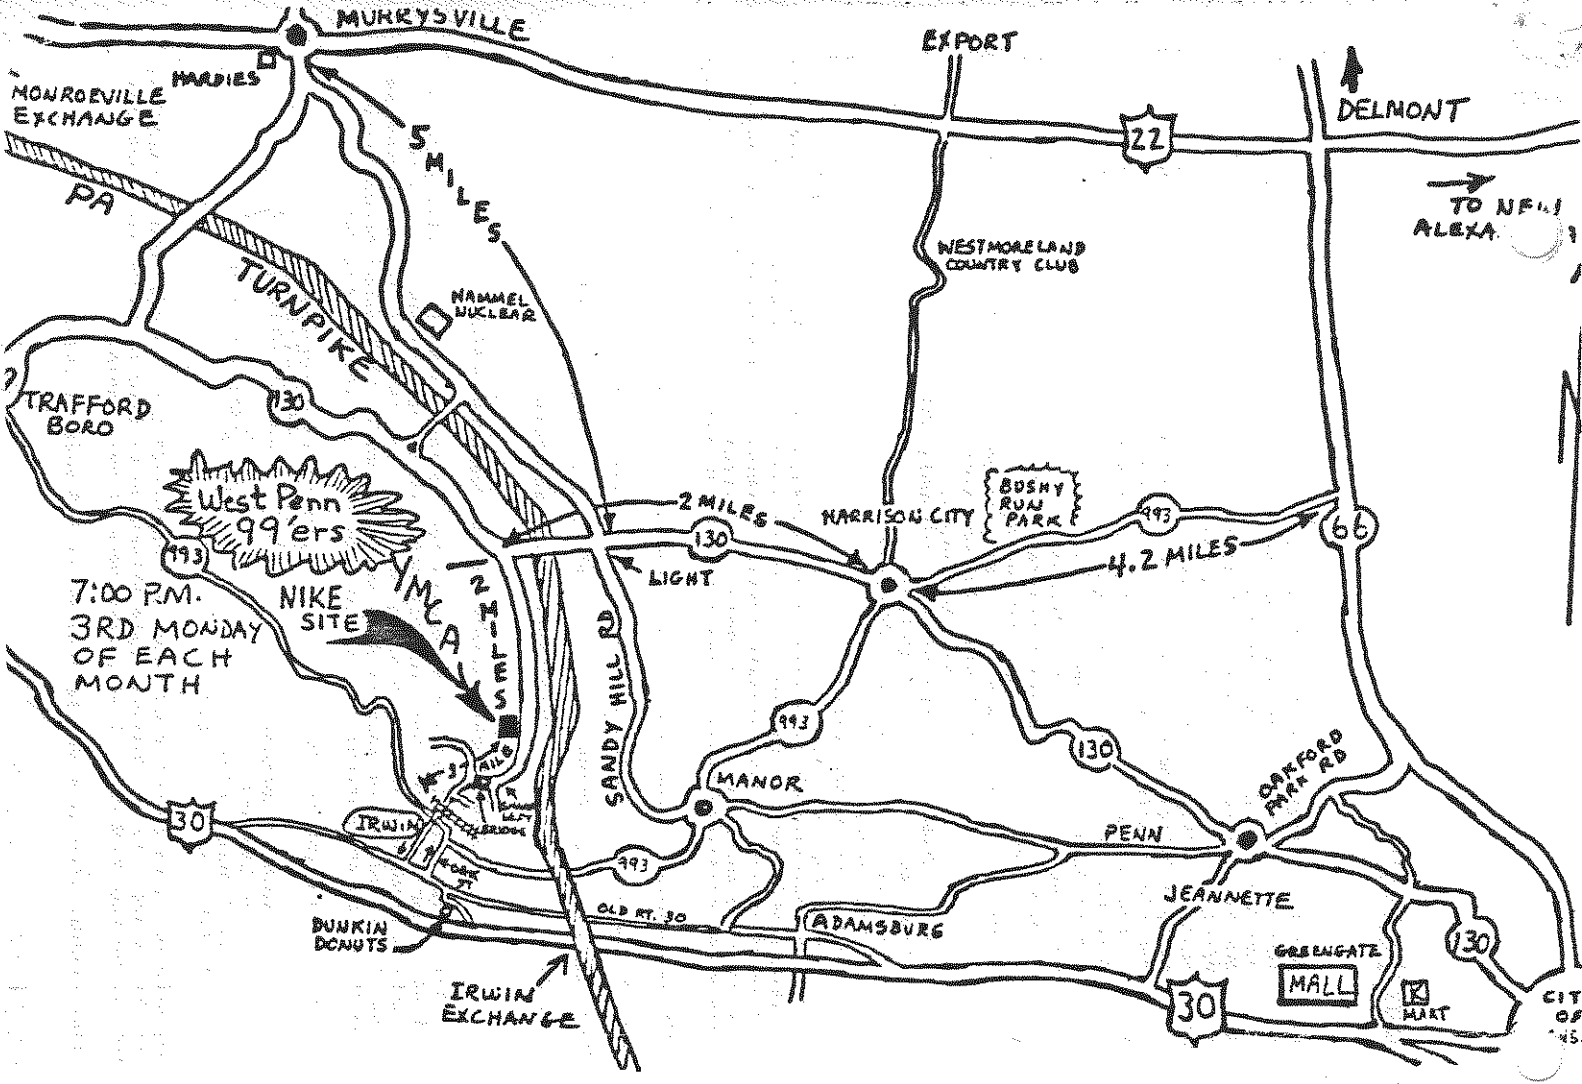 MURRYSVILLE
EXPORT
HARDIES
MONROEVILLE
EXCHANGE
DELMONT
22
5 MILES
PA
TO
TURNPIKE
WESTMORELAND
COUNTRY CLUB
HAMMEL
NUCLEAR
TRAFFORD
BORO
130
West Penn
99'ers
993
2 MILES
130
HARRISON CITY
BUSHY
RUN
PARK
993
66
4.2 MILES
LIGHT
7:00 P.M.
3RD MONDAY
OF EACH
MONTH
NIKE
SITE
YMCA
2 MILES
SANDY HILL RD
993
130
OAKFORD
PARK RD
MILE
MANOR
30
IRWIN
BRIDGE
993
PENN
JEANNETTE
OLD RT. 30
ADAMSBURG
DUNKIN
DONUTS
130
GREENGATE
MALL
K
MART
IRWIN
EXCHANGE
30
OF